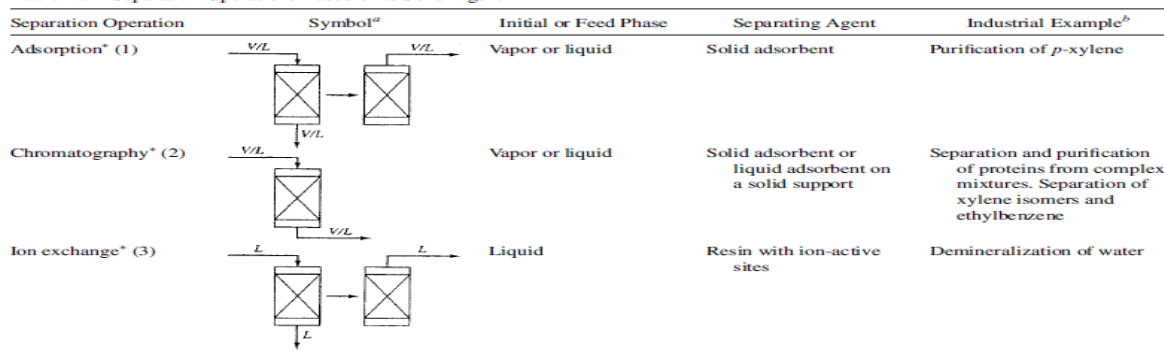 Separation Operation Symbol^a Initial or Feed Phase Separating Agent Industrial Example^b
Adsorption* (1) Vapor or liquid Solid adsorbent Purification of p-xylene
V/L V/L
V/L
Chromatography* (2) Vapor or liquid Solid adsorbent or liquid adsorbent on a solid support Separation and purification of proteins from complex mixtures. Separation of xylene isomers and ethylbenzene
V/L
V/L
Ion exchange* (3) Liquid Resin with ion-active sites Demineralization of water
L L
L